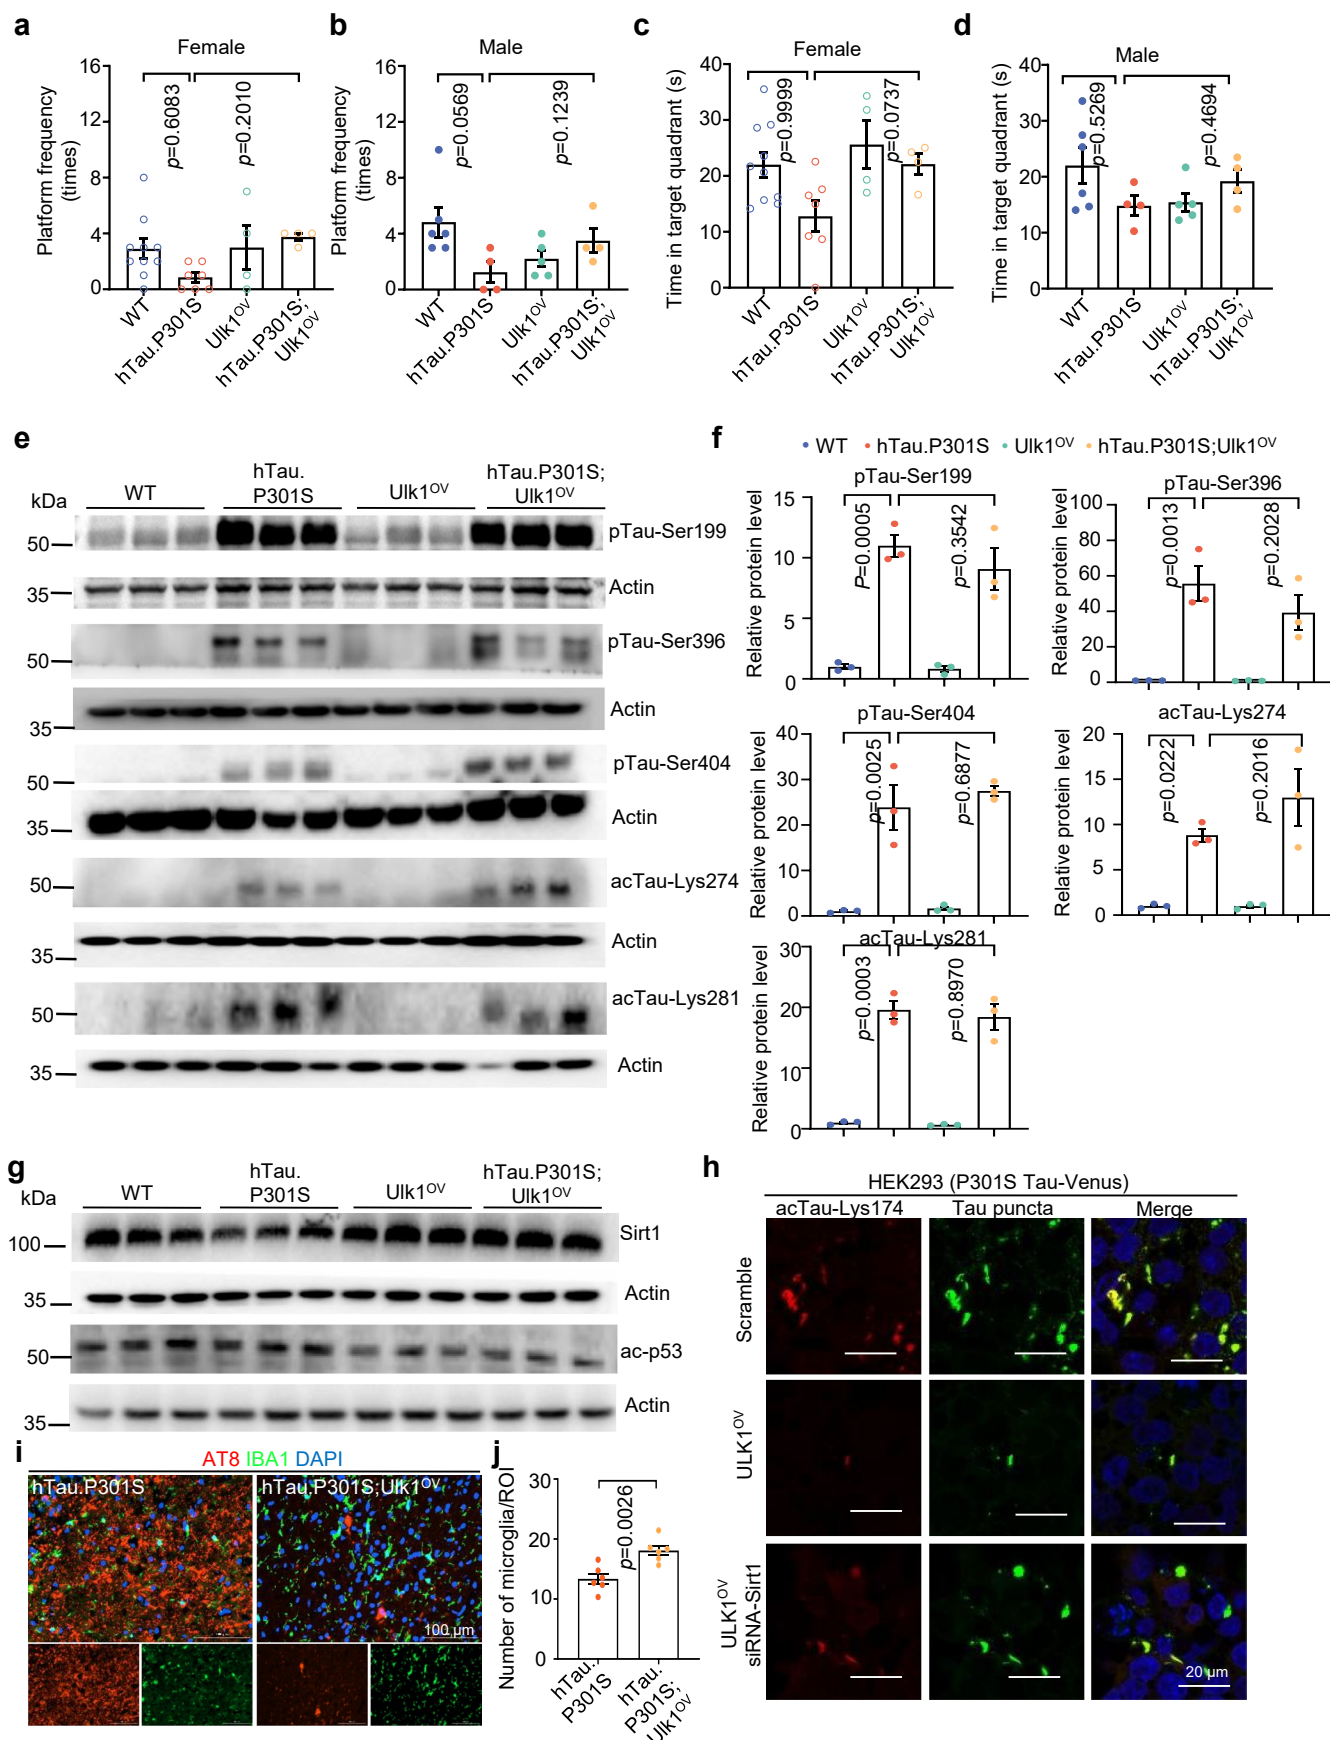 a
Female
Platform frequency
(times)
16
12
8
4
0
p=0.6083
p=0.2010
WT
hTau.P301S
Ulk1OV
hTau.P301S;
Ulk1OV
b
Male
Platform frequency
(times)
16
12
8
4
0
p=0.0569
p=0.1239
WT
hTau.P301S
Ulk1OV
hTau.P301S;
Ulk1OV
c
Female
Time in target quadrant (s)
40
30
20
10
0
p=0.9999
p=0.0737
WT
hTau.P301S
Ulk1OV
hTau.P301S;
Ulk1OV
d
Male
Time in target quadrant (s)
40
30
20
10
0
p=0.5269
p=0.4694
WT
hTau.P301S
Ulk1OV
hTau.P301S;
Ulk1OV
e
kDa
WT
hTau.
P301S
Ulk1OV
hTau.P301S;
Ulk1OV
50
pTau-Ser199
35
Actin
50
pTau-Ser396
35
Actin
50
pTau-Ser404
35
Actin
50
acTau-Lys274
35
Actin
50
acTau-Lys281
35
Actin
f
WT
hTau.P301S
Ulk1OV
hTau.P301S;Ulk1OV
pTau-Ser199
Relative protein level
15
10
5
0
P=0.0005
p=0.3542
pTau-Ser396
Relative protein level
100
80
60
40
20
0
p=0.0013
p=0.2028
pTau-Ser404
Relative protein level
40
30
20
10
0
p=0.0025
p=0.6877
acTau-Lys274
Relative protein level
20
15
10
5
0
p=0.0222
p=0.2016
acTau-Lys281
Relative protein level
30
20
10
0
p=0.0003
p=0.8970
g
kDa
WT
hTau.
P301S
Ulk1OV
hTau.P301S;
Ulk1OV
100
Sirt1
35
Actin
50
ac-p53
35
Actin
h
HEK293 (P301S Tau-Venus)
acTau-Lys174
Tau puncta
Merge
Scramble
ULK1OV
ULK1OV
siRNA-Sirt1
20 µm
i
AT8 IBA1 DAPI
hTau.P301S
hTau.P301S;Ulk1OV
100 µm
j
Number of microglia/ROI
30
20
10
0
p=0.0026
hTau.
P301S
hTau.
P301S;
Ulk1OV